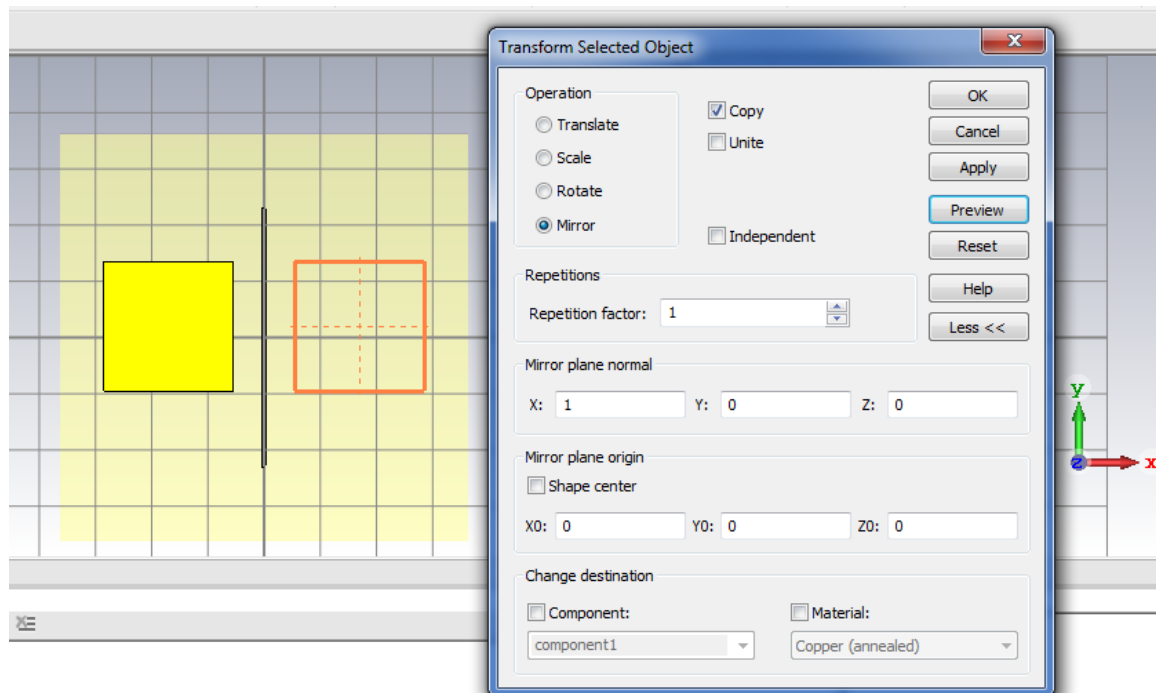 Transform Selected Object
X
Operation
Translate
Scale
Rotate
Mirror
Copy
Unite
Independent
OK
Cancel
Apply
Preview
Reset
Help
Less <<
Repetitions
Repetition factor: 1
Mirror plane normal
X: 1 Y: 0 Z: 0
Mirror plane origin
Shape center
X0: 0 Y0: 0 Z0: 0
Change destination
Component: Material:
component1 Copper (annealed)
y
z x